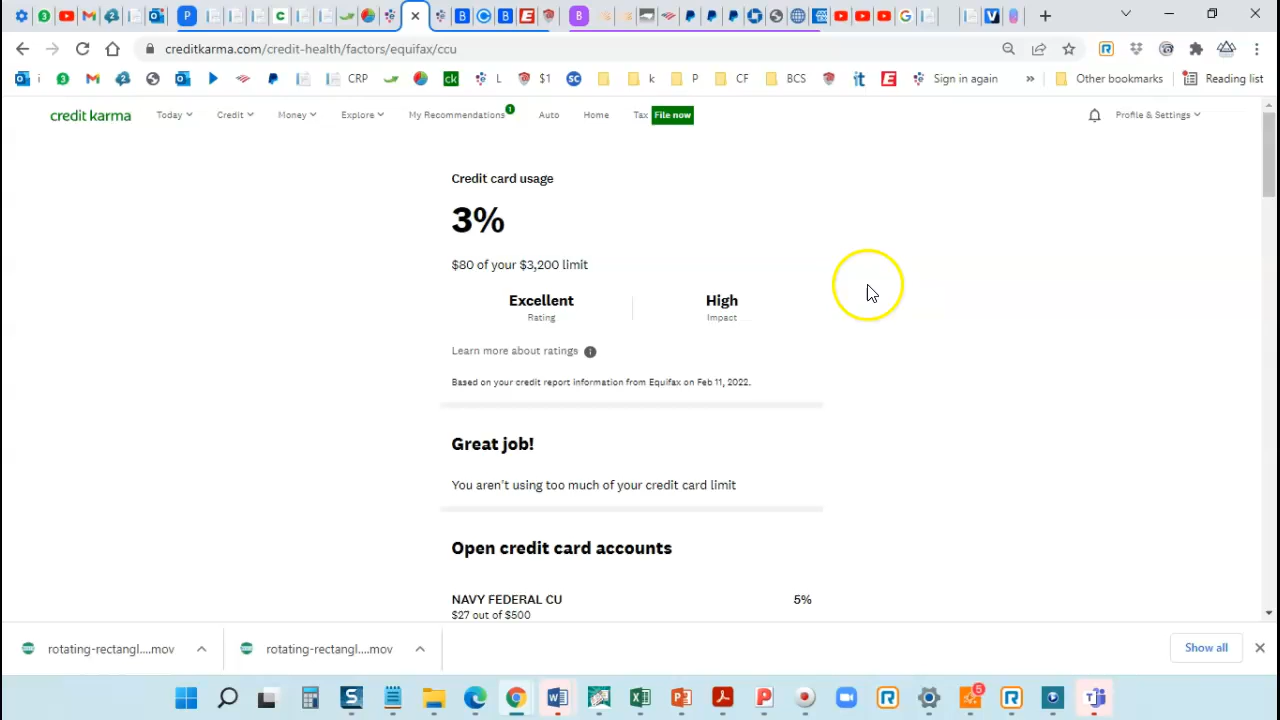 creditkarma.com/credit-health/factors/equifax/ccu
i CRP L $1 k P CF BCS Sign in again » Other bookmarks Reading list
credit karma Today Credit Money Explore My Recommendations 1 Auto Home Tax File now Profile & Settings
Credit card usage
3%
$80 of your $3,200 limit
Excellent High
Rating Impact
Learn more about ratings
Based on your credit report information from Equifax on Feb 11, 2022.
Great job!
You aren't using too much of your credit card limit
Open credit card accounts
NAVY FEDERAL CU 5%
$27 out of $500
rotating-rectangl....mov rotating-rectangl....mov Show all